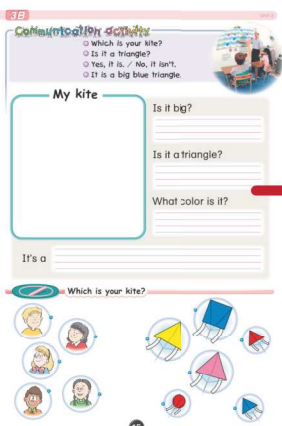 3B
Unit 3
Communication activity
Which is your kite?
Is it a triangle?
Yes, it is. / No, it isn't.
It is a big blue triangle.
My kite
Is it big?
Is it a triangle?
What color is it?
It's a
Which is your kite?